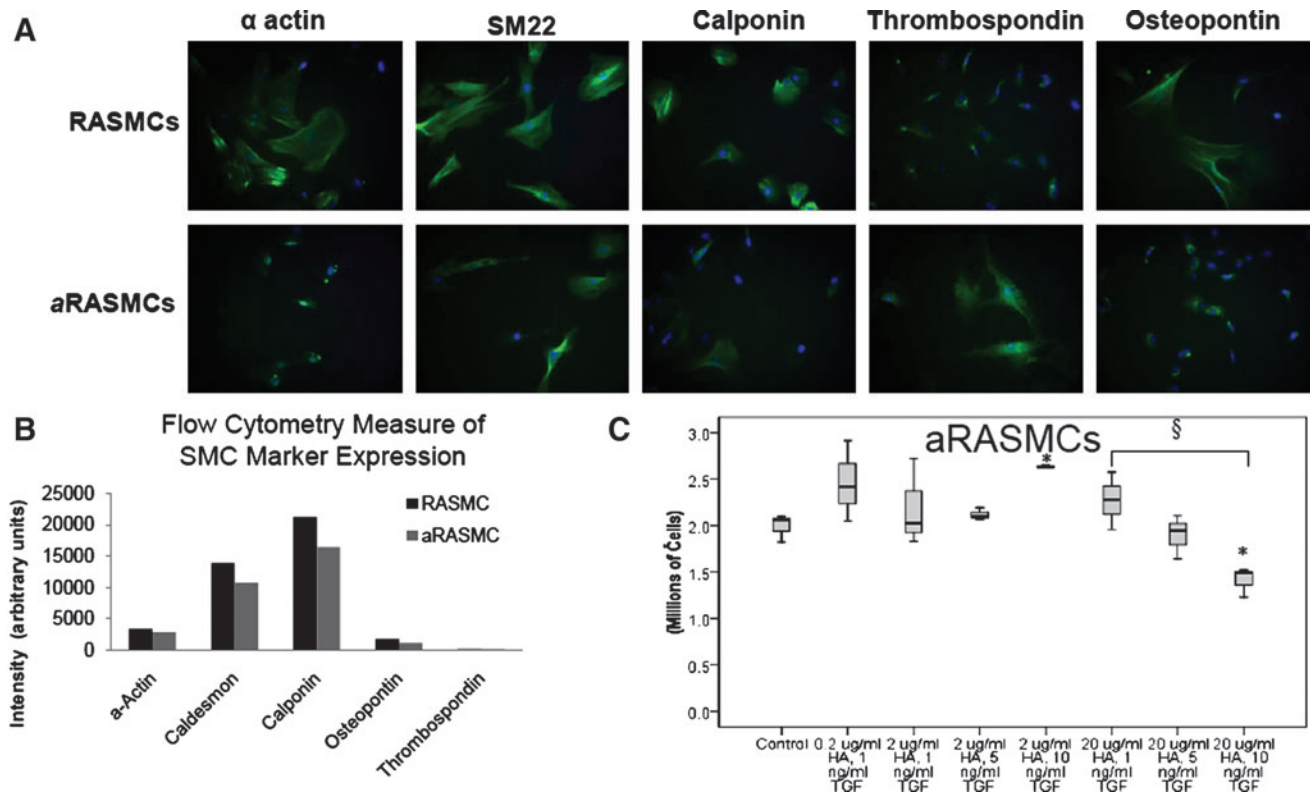 A
α actin
SM22
Calponin
Thrombospondin
Osteopontin
RASMCs
aRASMCs
B
Flow Cytometry Measure of
SMC Marker Expression
Intensity (arbitrary units)
25000
20000
15000
10000
5000
0
RASMC
aRASMC
a-Actin
Caldesmon
Calponin
Osteopontin
Thrombospondin
C
aRASMCs
§
*
*
(Millions of Cells)
3.0
2.5
2.0
1.5
1.0
0.5
0.0
Control
0.2 ug/ml
HA, 1
ng/ml
TGF
2 ug/ml
HA, 1
ng/ml
TGF
2 ug/ml
HA, 5
ng/ml
TGF
2 ug/ml
HA, 10
ng/ml
TGF
20 ug/ml
HA, 1
ng/ml
TGF
20 ug/ml
HA, 5
ng/ml
TGF
20 ug/ml
HA, 10
ng/ml
TGF